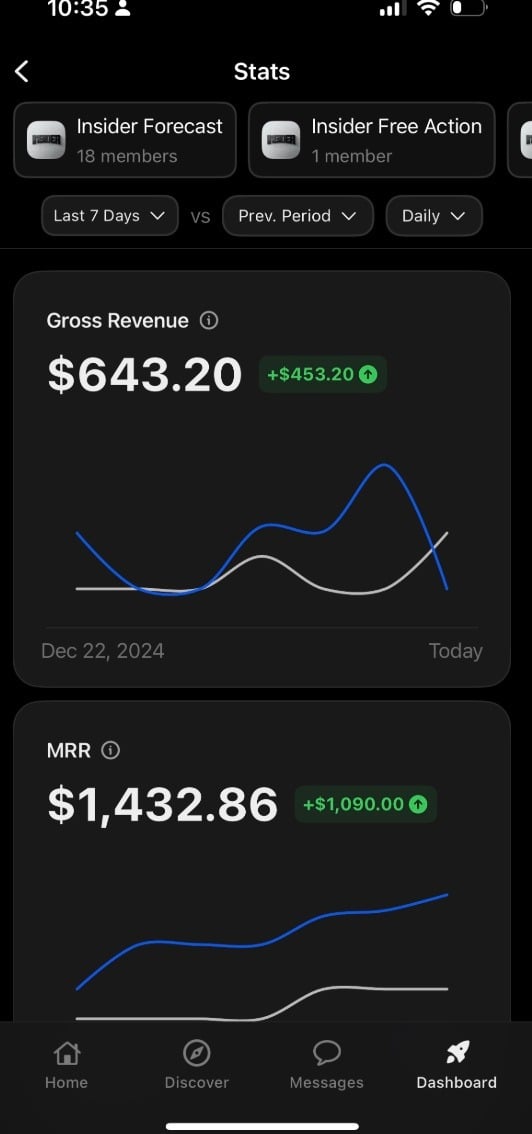 10:35
Stats
Insider Forecast
18 members
Insider Free Action
1 member
Last 7 Days vs Prev. Period Daily
Gross Revenue
$643.20 +$453.20
Dec 22, 2024 Today
MRR
$1,432.86 +$1,090.00
Home Discover Messages Dashboard